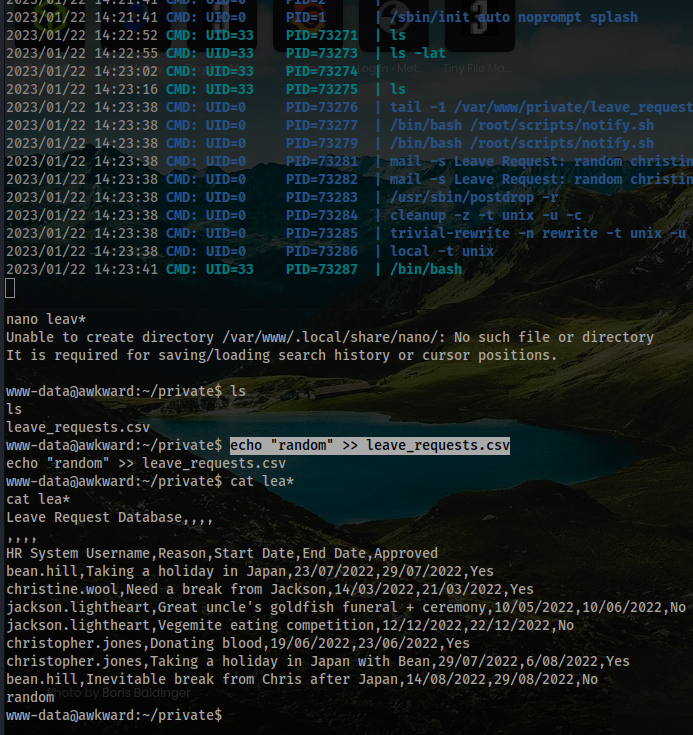 2023/01/22 14:21:41 CMD: UID=0 PID=2 |
2023/01/22 14:21:41 CMD: UID=0 PID=1 | /sbin/init auto noprompt splash
2023/01/22 14:22:52 CMD: UID=33 PID=73271 | ls
2023/01/22 14:22:55 CMD: UID=33 PID=73273 | ls -lat
2023/01/22 14:23:02 CMD: UID=33 PID=73274 |
2023/01/22 14:23:16 CMD: UID=33 PID=73275 | ls
2023/01/22 14:23:38 CMD: UID=0 PID=73276 | tail -1 /var/www/private/leave_request
2023/01/22 14:23:38 CMD: UID=0 PID=73277 | /bin/bash /root/scripts/notify.sh
2023/01/22 14:23:38 CMD: UID=0 PID=73279 | /bin/bash /root/scripts/notify.sh
2023/01/22 14:23:38 CMD: UID=0 PID=73281 | mail -s Leave Request: random christin
2023/01/22 14:23:38 CMD: UID=0 PID=73282 | mail -s Leave Request: random christin
2023/01/22 14:23:38 CMD: UID=0 PID=73283 | /usr/sbin/postdrop -r
2023/01/22 14:23:38 CMD: UID=0 PID=73284 | cleanup -z -t unix -u -c
2023/01/22 14:23:38 CMD: UID=0 PID=73285 | trivial-rewrite -n rewrite -t unix -u
2023/01/22 14:23:38 CMD: UID=0 PID=73286 | local -t unix
2023/01/22 14:23:41 CMD: UID=33 PID=73287 | /bin/bash
nano leav*
Unable to create directory /var/www/.local/share/nano/: No such file or directory
It is required for saving/loading search history or cursor positions.
www-data@awkward:~/private$ ls
ls
leave_requests.csv
www-data@awkward:~/private$ echo "random" >> leave_requests.csv
echo "random" >> leave_requests.csv
www-data@awkward:~/private$ cat lea*
cat lea*
Leave Request Database,,,,
,,,,
HR System Username,Reason,Start Date,End Date,Approved
bean.hill,Taking a holiday in Japan,23/07/2022,29/07/2022,Yes
christine.wool,Need a break from Jackson,14/03/2022,21/03/2022,Yes
jackson.lightheart,Great uncle's goldfish funeral + ceremony,10/05/2022,10/06/2022,No
jackson.lightheart,Vegemite eating competition,12/12/2022,22/12/2022,No
christopher.jones,Donating blood,19/06/2022,23/06/2022,Yes
christopher.jones,Taking a holiday in Japan with Bean,29/07/2022,6/08/2022,Yes
bean.hill,Inevitable break from Chris after Japan,14/08/2022,29/08/2022,No
random
Photo by Boris Baldinger
www-data@awkward:~/private$